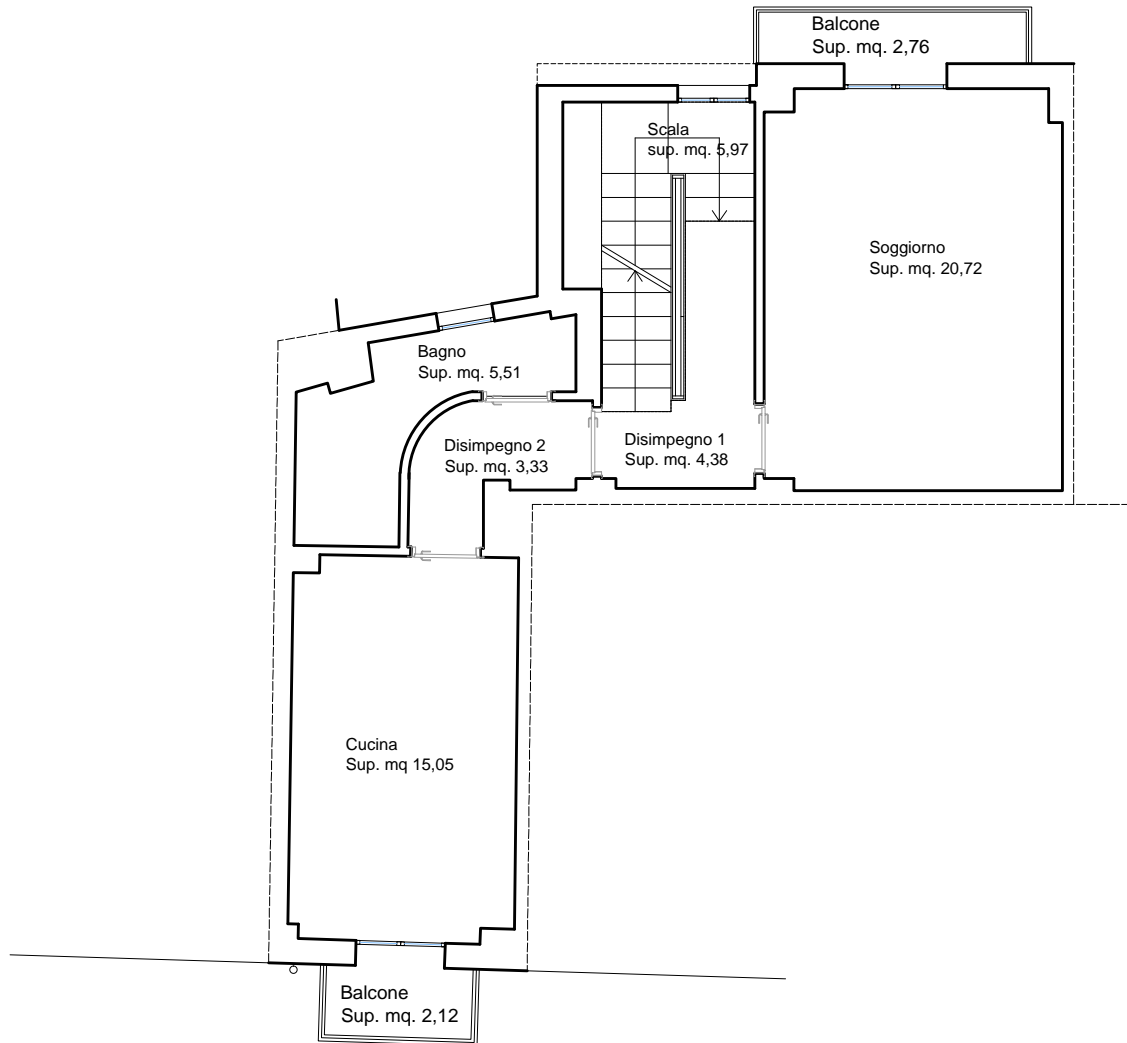 Balcone
Sup. mq. 2,76
Scala
sup. mq. 5,97
Soggiorno
Sup. mq. 20,72
Bagno
Sup. mq. 5,51
Disimpegno 2
Sup. mq. 3,33
Disimpegno 1
Sup. mq. 4,38
Cucina
Sup. mq 15,05
Balcone
Sup. mq. 2,12